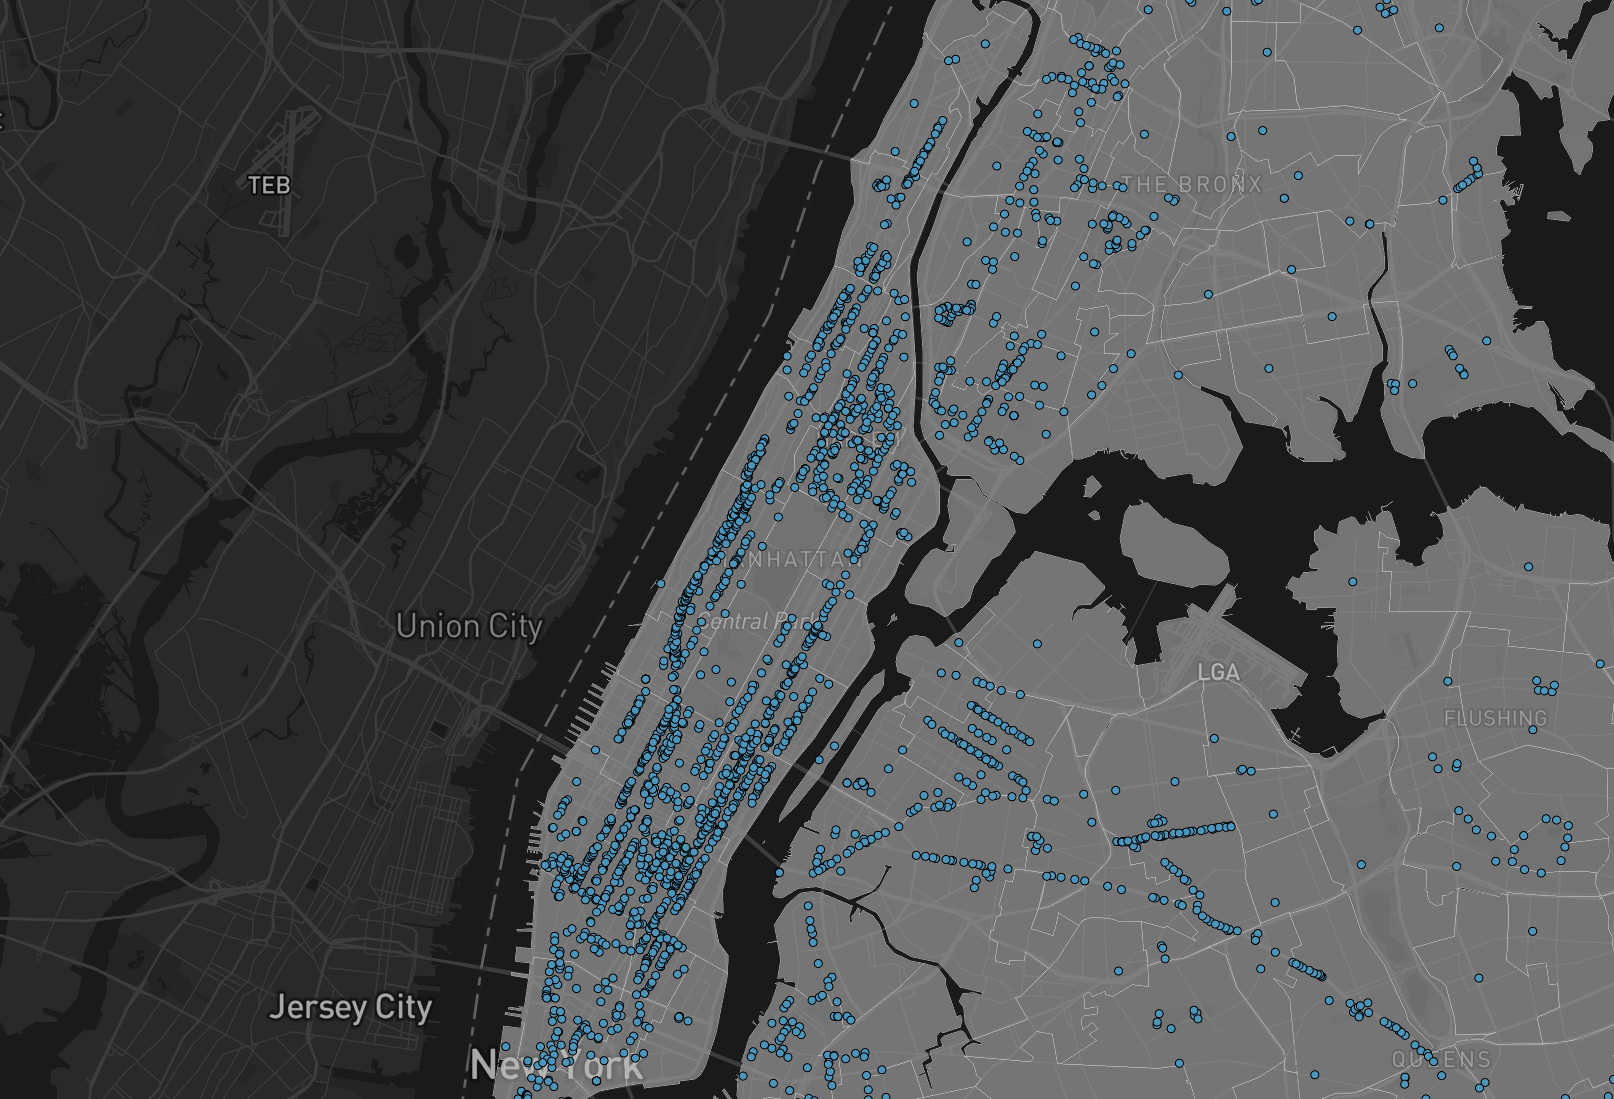 TEB
THE BRONX
MANHATTAN
Central Park
Union City
LGA
FLUSHING
Jersey City
New York
QUEENS